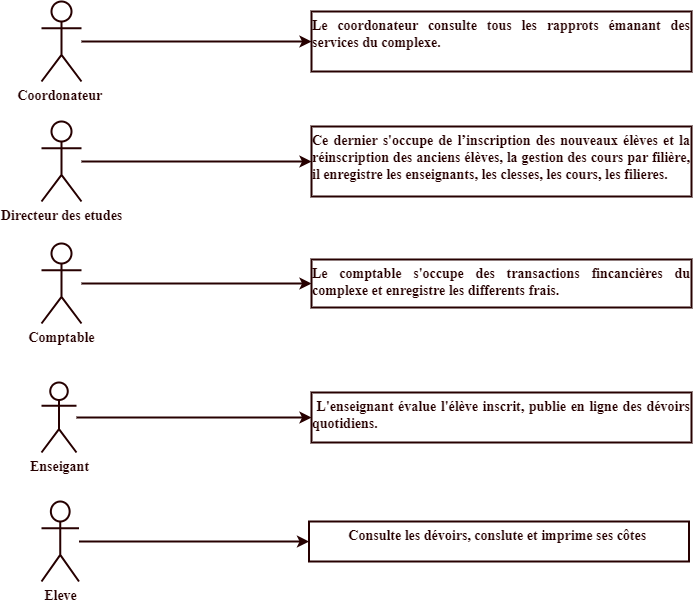 Le coordonateur consulte tous les rapprots émanant des
services du complexe.
Coordonateur
Ce dernier s'occupe de l'inscription des nouveaux élèves et la
réinscription des anciens élèves, la gestion des cours par filière,
il enregistre les enseignants, les clesses, les cours, les filieres.
Directeur des etudes
Le comptable s'occupe des transactions fincancières du
complexe et enregistre les differents frais.
Comptable
L'enseignant évalue l'élève inscrit, publie en ligne des dévoirs
quotidiens.
Enseigant
Consulte les dévoirs, conslute et imprime ses côtes
Eleve